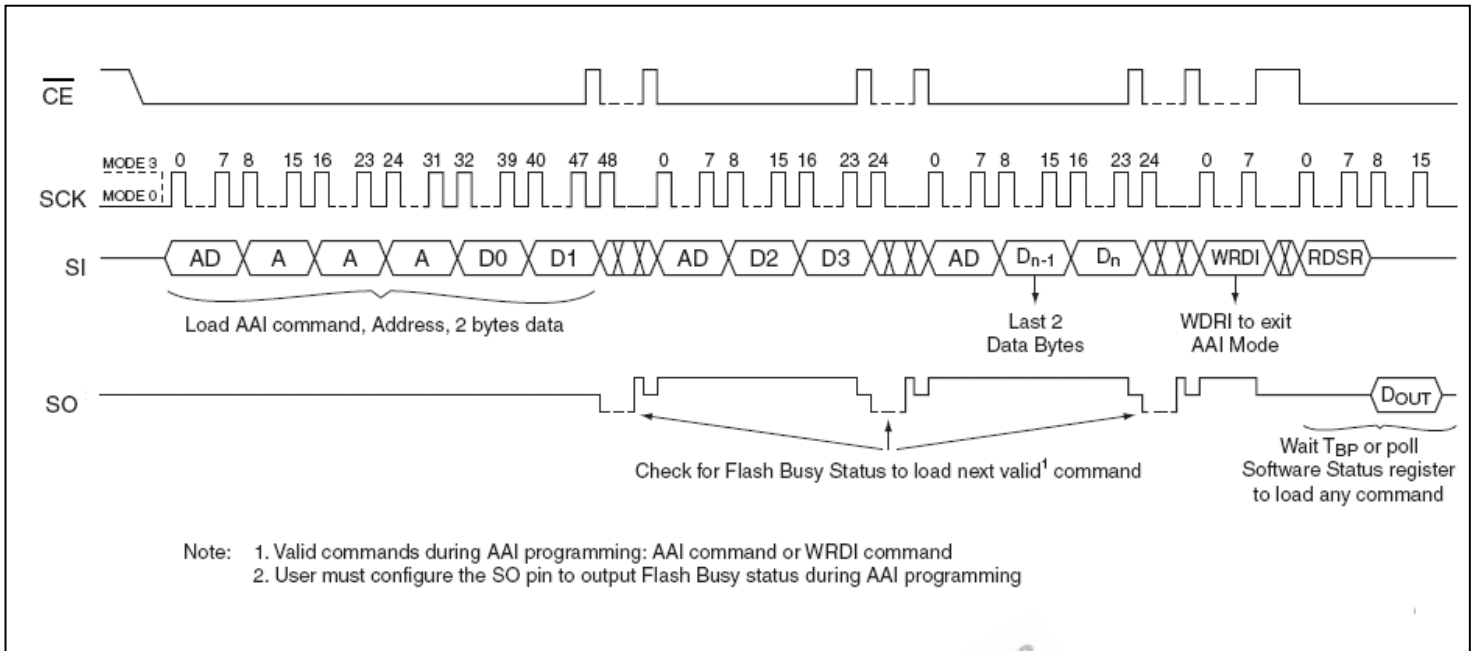 CE
MODE 3 0 7 8 15 16 23 24 31 32 39 40 47 48 0 7 8 15 16 23 24 0 7 8 15 16 23 24 0 7 0 7 8 15
SCK MODE 0
SI AD A A A D0 D1 AD D2 D3 AD Dn-1 Dn WRDI RDSR
Load AAI command, Address, 2 bytes data
Last 2
Data Bytes
WDRI to exit
AAI Mode
SO DOUT
Check for Flash Busy Status to load next valid1 command
Wait TBP or poll
Software Status register
to load any command
Note: 1. Valid commands during AAI programming: AAI command or WRDI command
2. User must configure the SO pin to output Flash Busy status during AAI programming